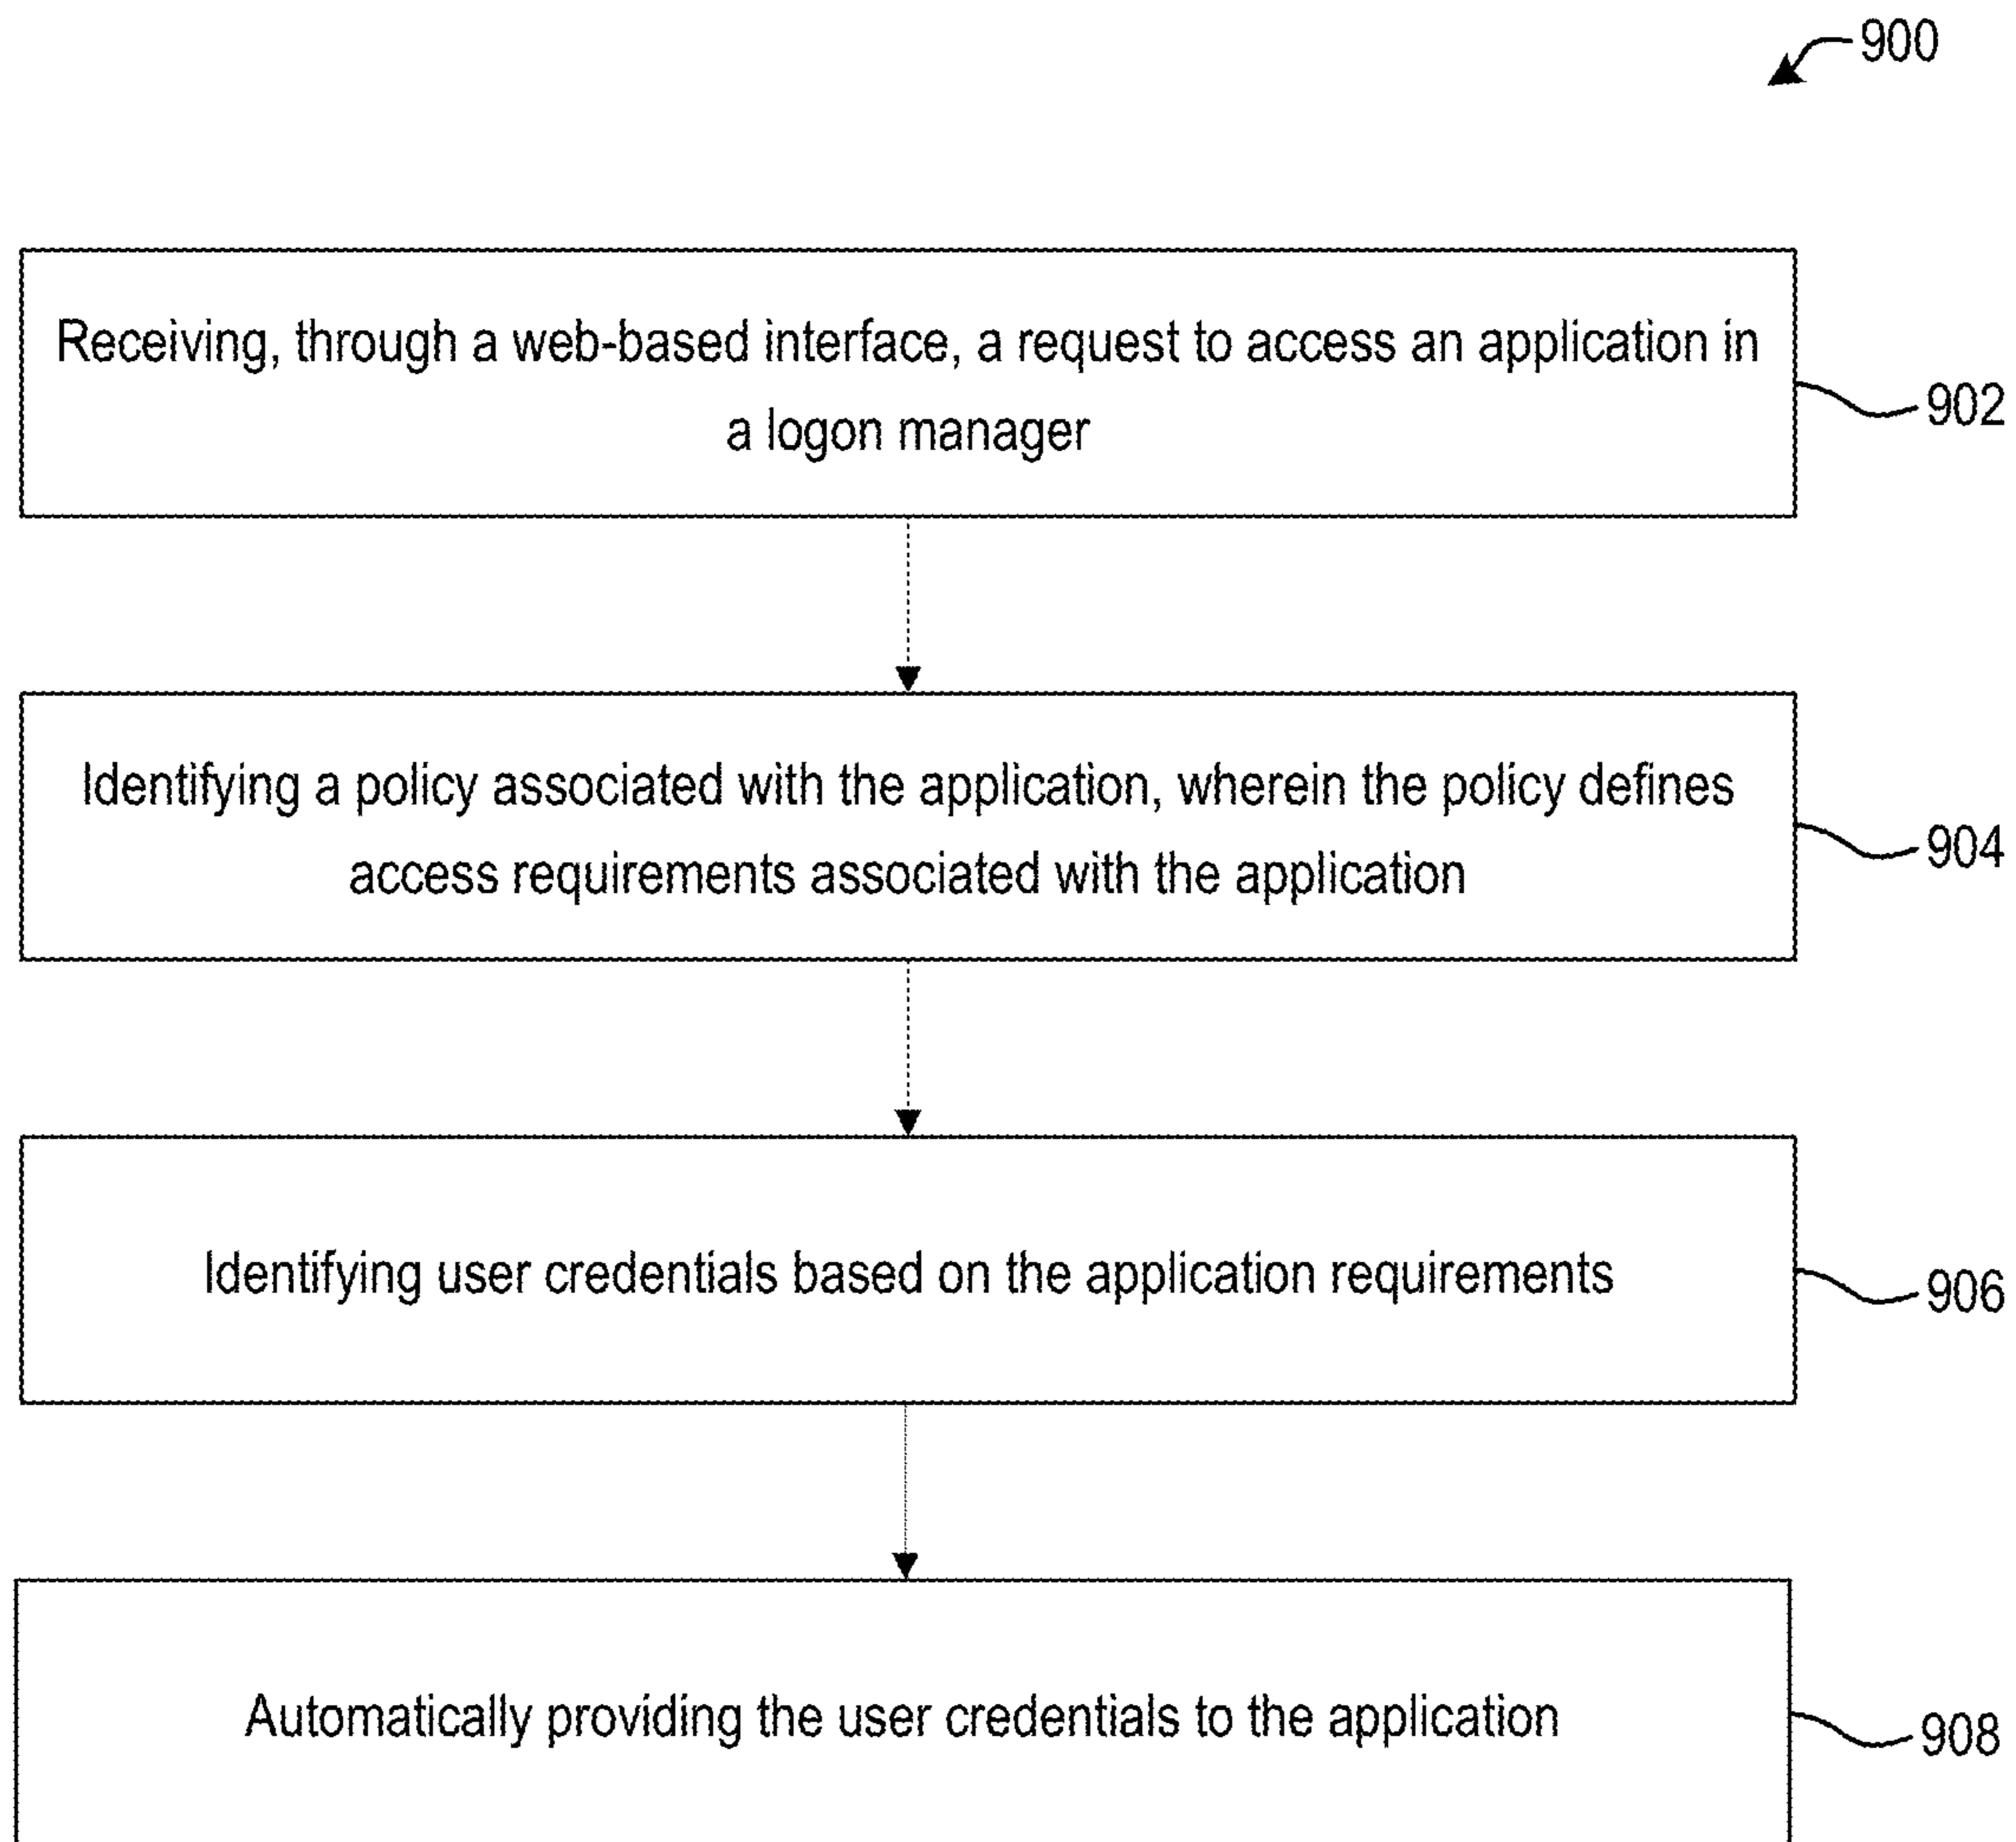 900
Receiving, through a web-based interface, a request to access an application in
a logon manager
902
Identifying a policy associated with the application, wherein the policy defines
access requirements associated with the application
904
Identifying user credentials based on the application requirements
906
Automatically providing the user credentials to the application
908